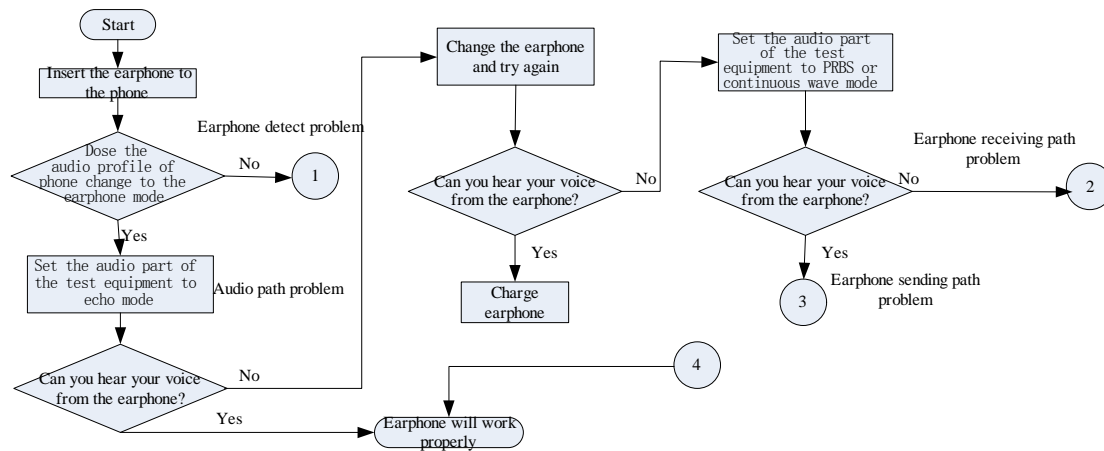 Start
Insert the earphone to
the phone
Dose the
audio profile of
phone change to the
earphone mode
No
Earphone detect problem
1
Yes
Set the audio part of
the test equipment to
echo mode
Audio path problem
Can you hear your voice
from the earphone?
No
Yes
Change the earphone
and try again
Can you hear your voice
from the earphone?
No
Yes
Charge
earphone
Set the audio part
of the test
equipment to PRBS or
continuous wave mode
Can you hear your voice
from the earphone?
No
Earphone receiving path
problem
2
Yes
Earphone sending path
problem
3
4
Earphone will work
properly